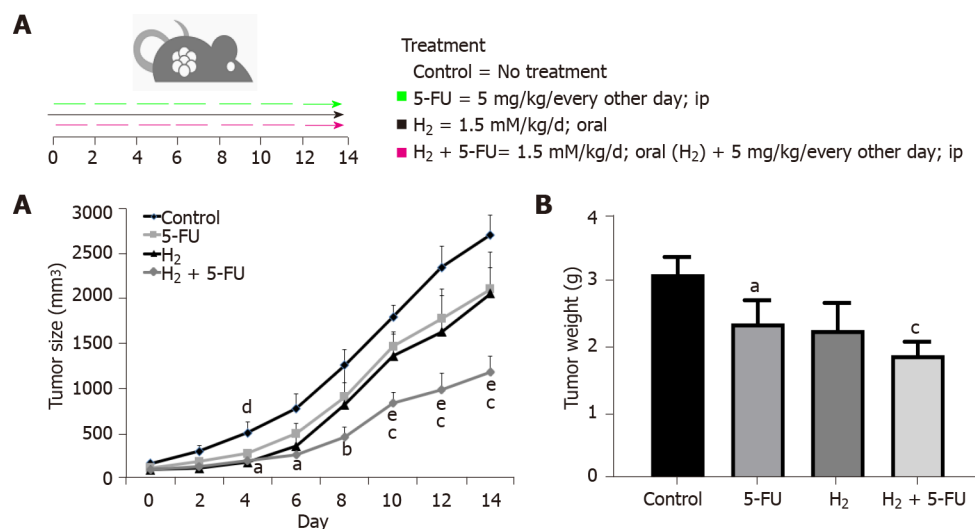 A
Treatment
Control = No treatment
5-FU = 5 mg/kg/every other day; ip
H₂ = 1.5 mM/kg/d; oral
H₂ + 5-FU= 1.5 mM/kg/d; oral (H₂) + 5 mg/kg/every other day; ip
0 2 4 6 8 10 12 14
A
Tumor size (mm³)
3000
2500
2000
1500
1000
500
0
Control
5-FU
H₂
H₂ + 5-FU
d
a
a
b
e
c
e
c
e
c
0 2 4 6 8 10 12 14
Day
B
Tumor weight (g)
4
3
2
1
0
a
c
Control 5-FU H₂ H₂ + 5-FU